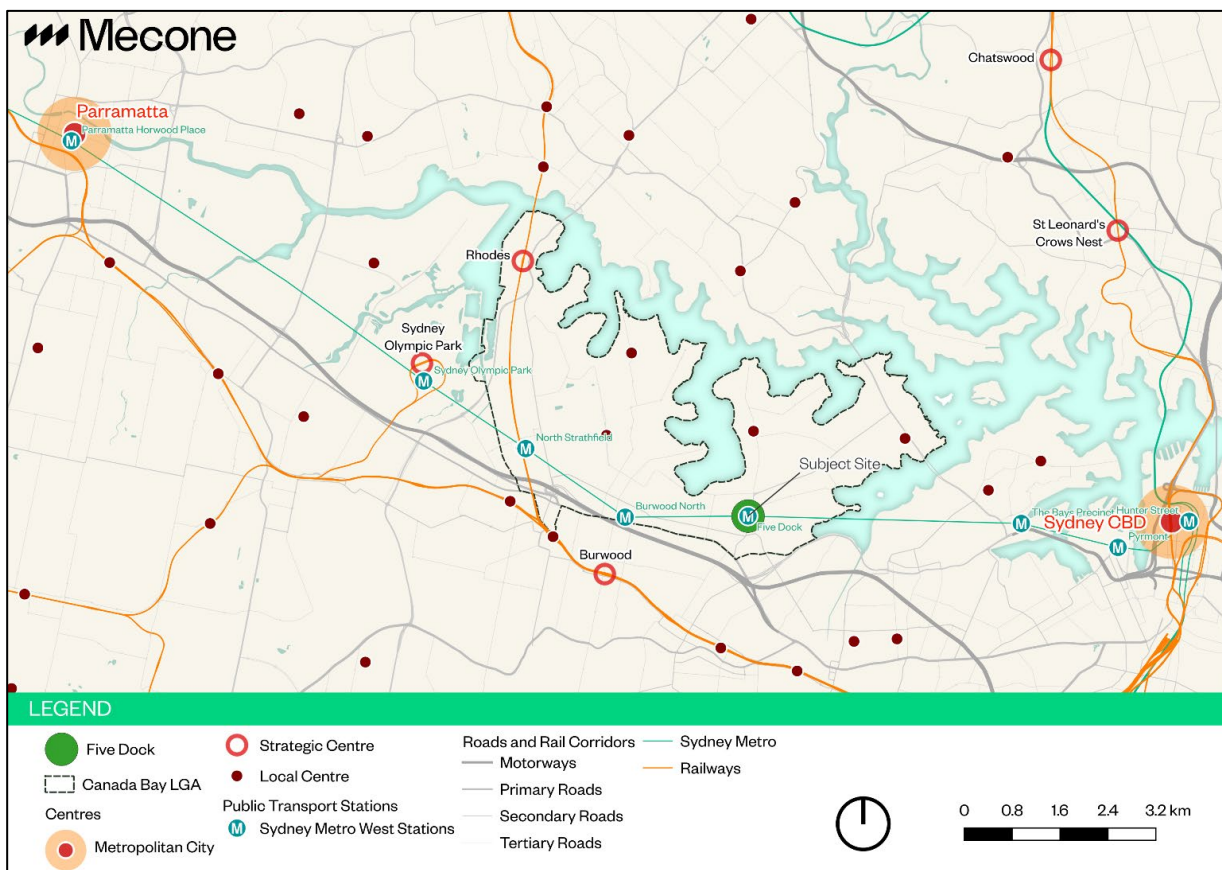 Mecone
Chatswood
Parramatta
Parramatta Horwood Place
St Leonard's
Crows Nest
Rhodes
Sydney
Olympic Park
Sydney Olympic Park
North Strathfield
Subject Site
Burwood North
Five Dock
The Bays Precinct
Hunter Street
Sydney CBD
Pyrmont
Burwood
LEGEND
Five Dock
Canada Bay LGA
Centres
Metropolitan City
Strategic Centre
Local Centre
Public Transport Stations
M Sydney Metro West Stations
Roads and Rail Corridors
Motorways
Primary Roads
Secondary Roads
Tertiary Roads
Sydney Metro
Railways
0 0.8 1.6 2.4 3.2 km